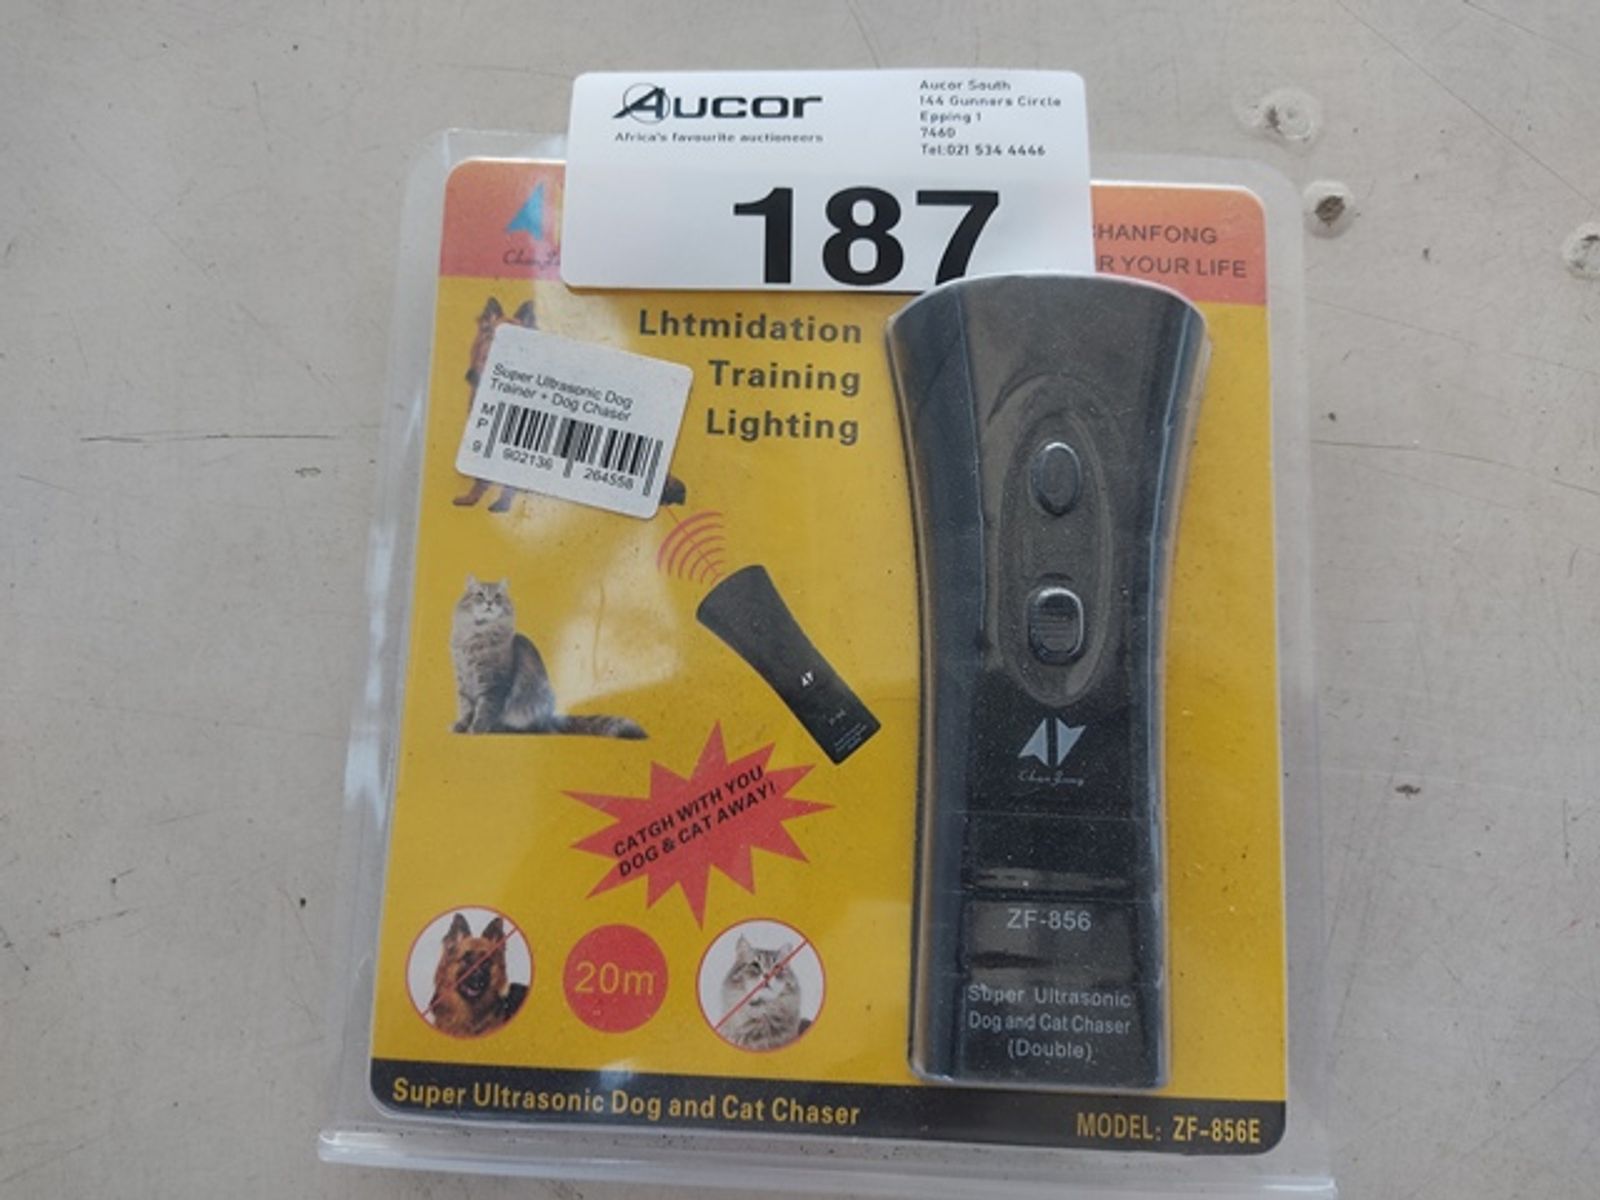 Aucor
Africa's favourite auctioneers
Aucor South
144 Gunners Circle
Epping 1
7460
Tel:021 534 4446
187
HANFONG
R YOUR LIFE
Lhtmidation
Training
Lighting
Super Ultrasonic Dog
Trainer + Dog Chaser
MP
9 902136 264558
CATGH WITH YOU
DOG & CAT AWAY!
20m
ZF-856
Super Ultrasonic
Dog and Cat Chaser
(Double)
Super Ultrasonic Dog and Cat Chaser
MODEL: ZF-856E